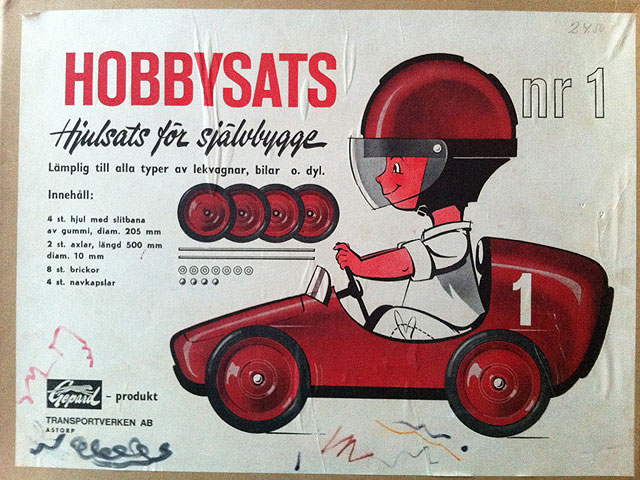 HOBBYSATS
nr 1
Hjulsats för självbygge
Lämplig till alla typer av lekvagnar, bilar o. dyl.
Innehåll:
4 st. hjul med slitbana
av gummi, diam. 205 mm
2 st. axlar, längd 500 mm
diam. 10 mm
8 st. brickor
4 st. navkapslar
1
Gepard - produkt
TRANSPORTVERKEN AB
ÅSTORP